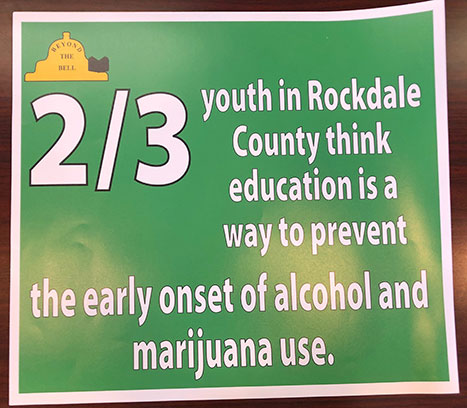 BEYOND
THE
BELL
2/3
youth in Rockdale
County think
education is a
way to prevent
the early onset of alcohol and
marijuana use.